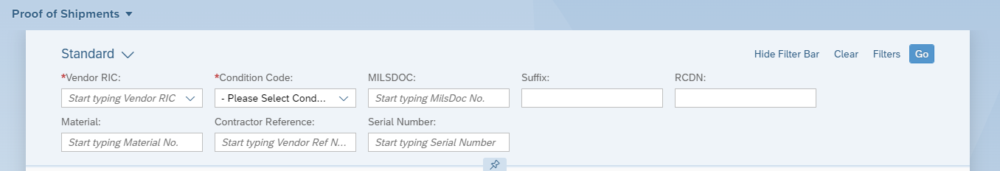 Proof of Shipments
Standard
Hide Filter Bar Clear Filters Go
*Vendor RIC: *Condition Code: MILSDOC: Suffix: RCDN:
Start typing Vendor RIC - Please Select Cond... Start typing MilsDoc No.
Material: Contractor Reference: Serial Number:
Start typing Material No. Start typing Vendor Ref N... Start typing Serial Number